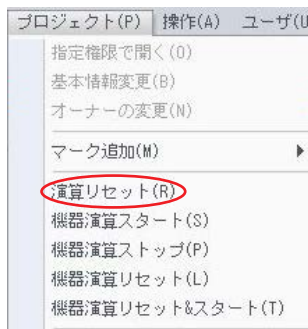 プロジェクト(P) 操作(A) ユーザ(U
指定権限で開く(O)
基本情報変更(B)
オーナーの変更(N)
マーク追加(M)
演算リセット(R)
機器演算スタート(S)
機器演算ストップ(P)
機器演算リセット(L)
機器演算リセット&スタート(T)